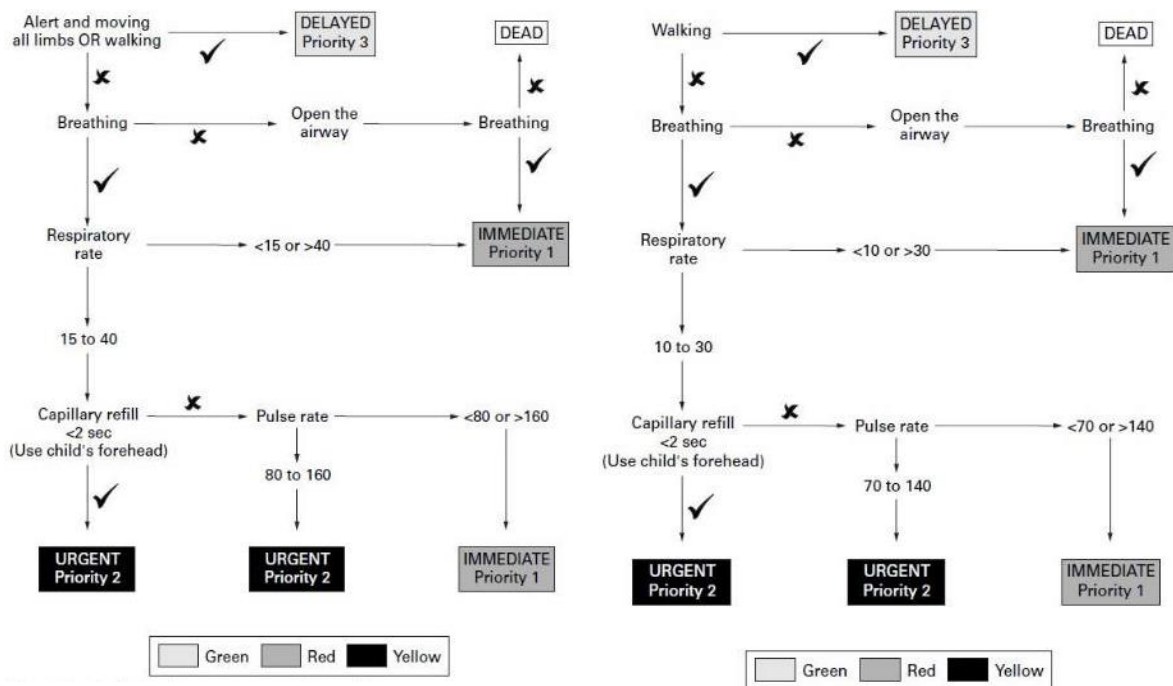 Alert and moving
all limbs OR walking
DELAYED
Priority 3
DEAD
Breathing
Open the
airway
Breathing
Respiratory
rate
<15 or >40
IMMEDIATE
Priority 1
15 to 40
Capillary refill
<2 sec
(Use child's forehead)
Pulse rate
<80 or >160
80 to 160
URGENT
Priority 2
URGENT
Priority 2
IMMEDIATE
Priority 1
Green
Red
Yellow
Walking
DELAYED
Priority 3
DEAD
Breathing
Open the
airway
Breathing
Respiratory
rate
<10 or >30
IMMEDIATE
Priority 1
10 to 30
Capillary refill
<2 sec
(Use child's forehead)
Pulse rate
<70 or >140
70 to 140
URGENT
Priority 2
URGENT
Priority 2
IMMEDIATE
Priority 1
Green
Red
Yellow